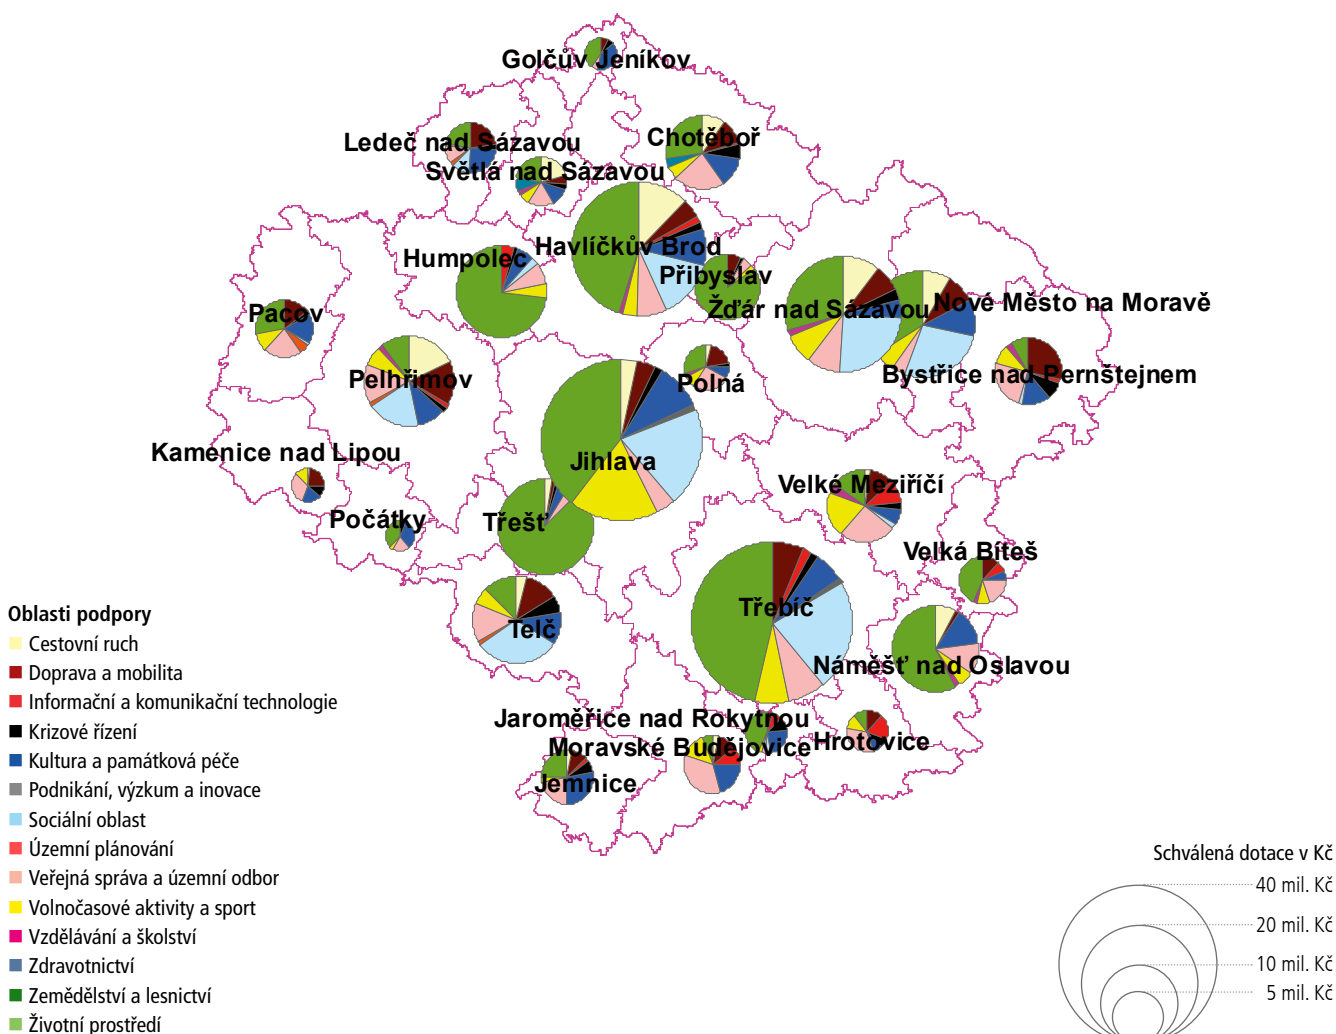 Golčův Jeníkov
Ledeč nad Sázavou
Chotěboř
Světlá nad Sázavou
Havlíčkův Brod
Humpolec
Přibyslav
Žďár nad Sázavou
Nové Město na Moravě
Pacov
Pelhřimov
Polná
Bystřice nad Pernštejnem
Kamenice nad Lipou
Jihlava
Velké Meziříčí
Počátky
Třešť
Velká Bíteš
Telč
Třebíč
Náměšť nad Oslavou
Jaroměřice nad Rokytnou
Moravské Budějovice
Hrotovice
Jemnice
Oblasti podpory
Cestovní ruch
Doprava a mobilita
Informační a komunikační technologie
Krizové řízení
Kultura a památková péče
Podnikání, výzkum a inovace
Sociální oblast
Územní plánování
Veřejná správa a územní odbor
Volnočasové aktivity a sport
Vzdělávání a školství
Zdravotnictví
Zemědělství a lesnictví
Životní prostředí
Schválená dotace v Kč
40 mil. Kč
20 mil. Kč
10 mil. Kč
5 mil. Kč